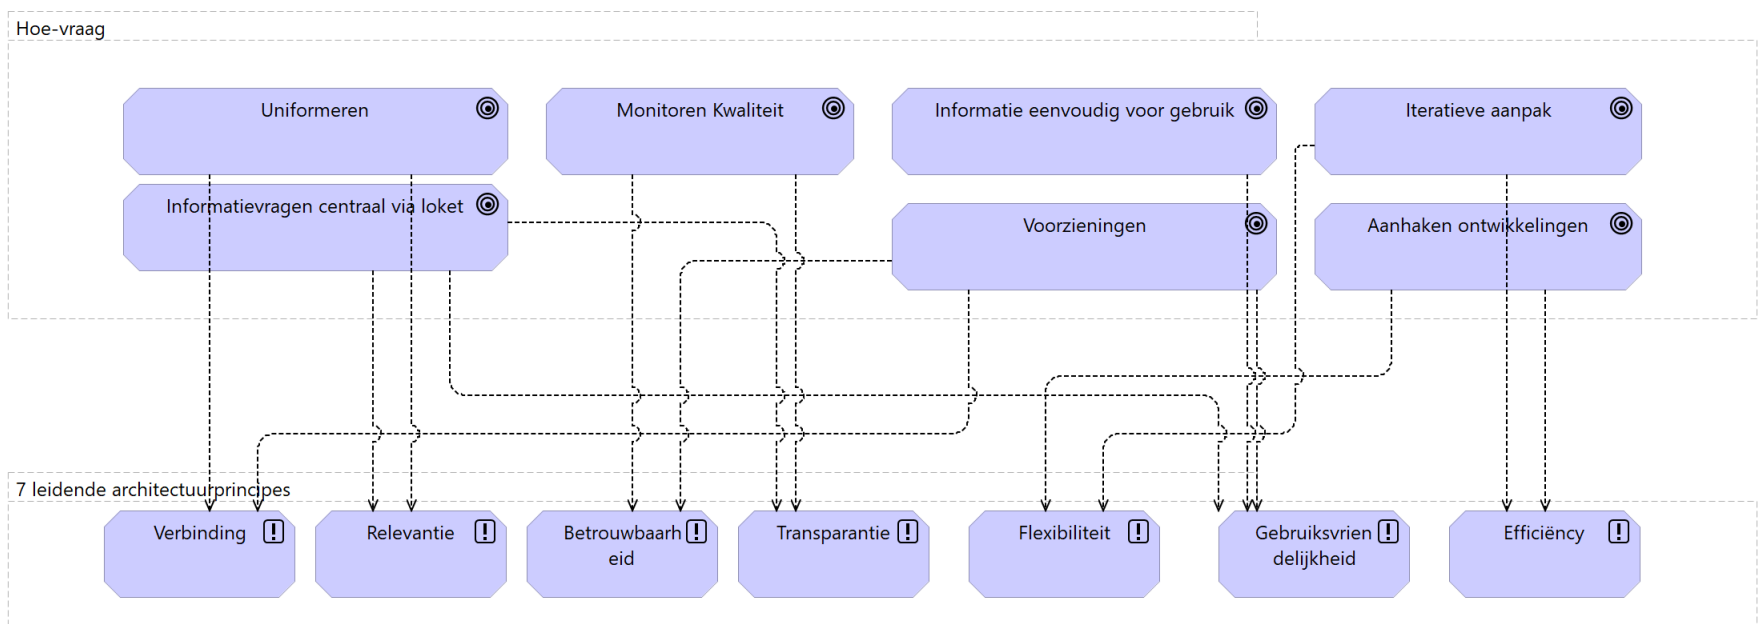 Hoe-vraag
Uniformeren
Monitoren Kwaliteit
Informatie eenvoudig voor gebruik
Iteratieve aanpak
Informatievragen centraal via loket
Voorzieningen
Aanhaken ontwikkelingen
7 leidende architectuurprincipes
Verbinding
Relevantie
Betrouwbaarh
eid
Transparantie
Flexibiliteit
Gebruiksvrien
delijkheid
Efficiëncy